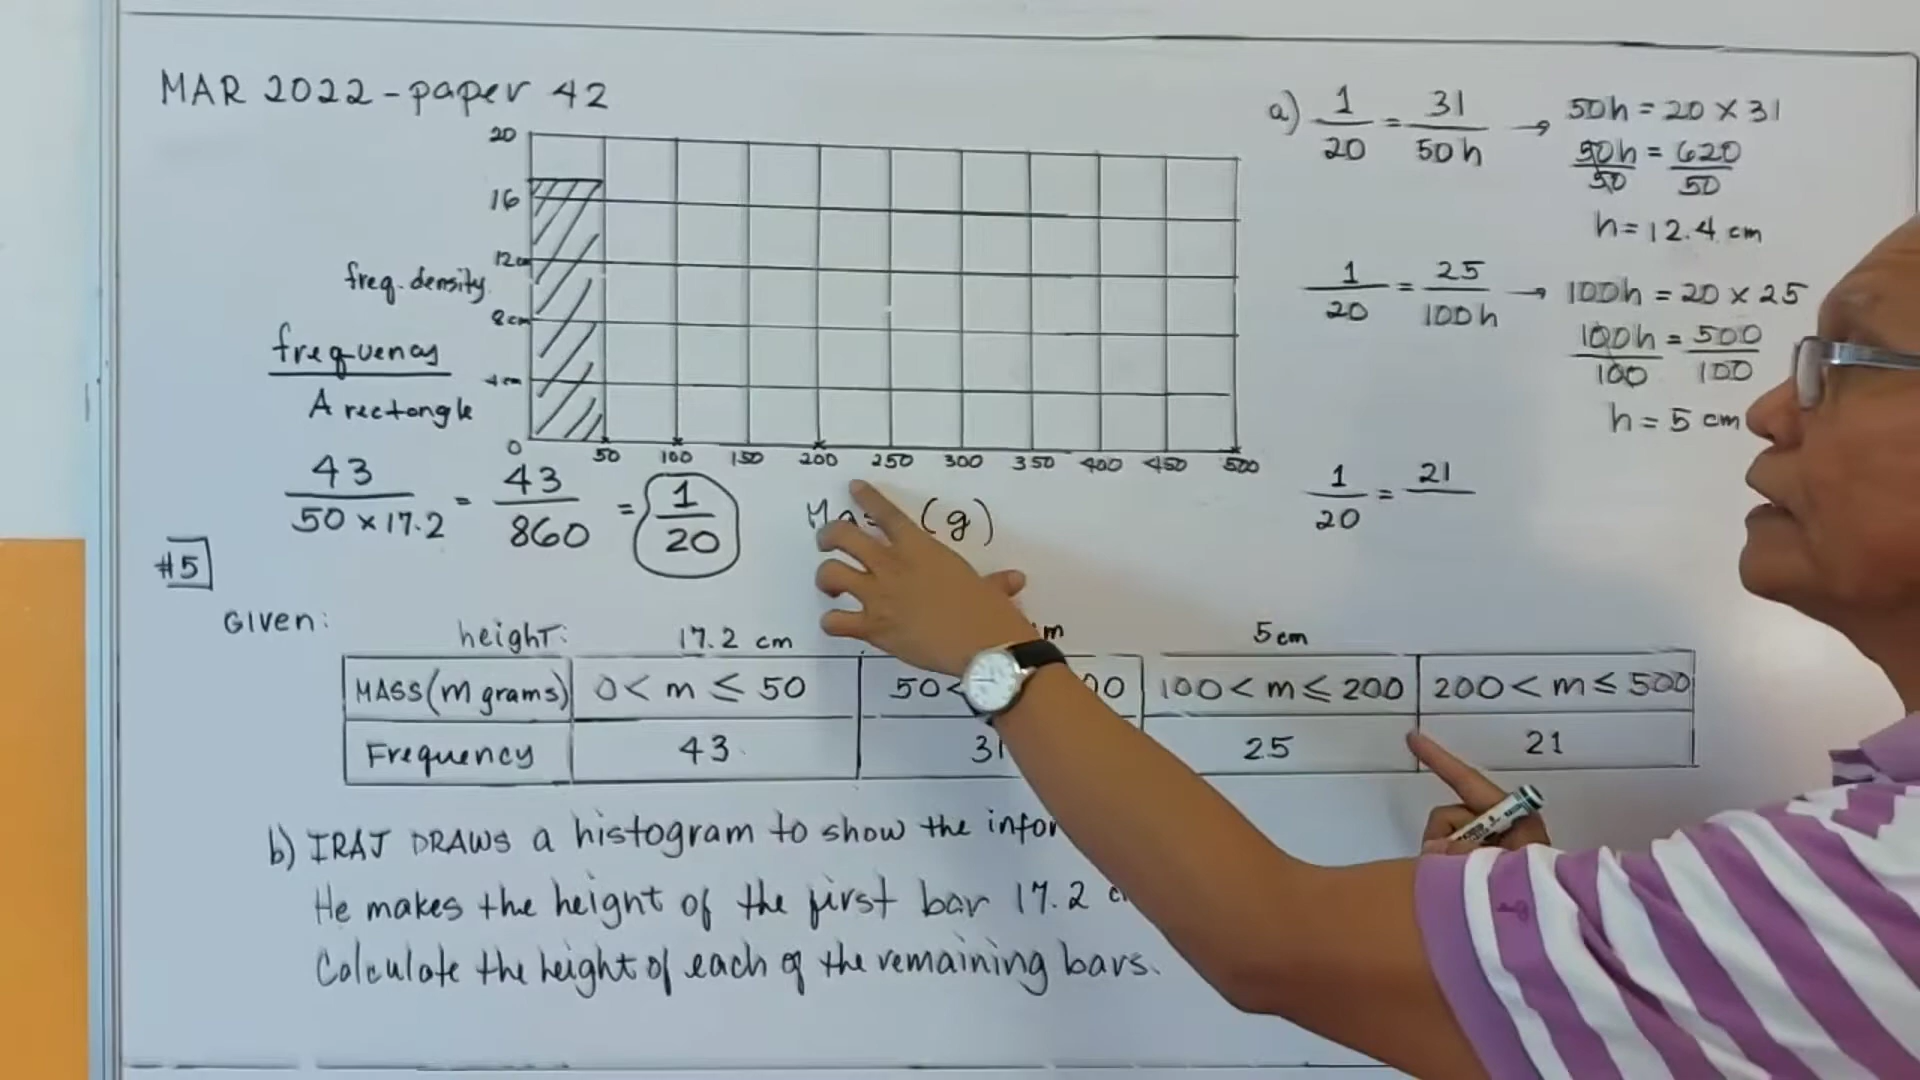 MAR 2022 - paper 42
20
16
12cm
8cm
4cm
0
freq. density
50 100 150 200 250 300 350 400 450 500
(g)
frequency
A rectangle
43 / 50 × 17.2 = 43 / 860 = 1 / 20
a) 1 / 20 = 31 / 50h → 50h = 20 × 31
50h / 50 = 620 / 50
h = 12.4 cm
1 / 20 = 25 / 100h → 100h = 20 × 25
100h / 100 = 500 / 100
h = 5 cm
1 / 20 = 21
#5
Given:
height: 17.2 cm m 5cm
MASS (m grams) 0 < m ≤ 50 50< 00 100 < m ≤ 200 200 < m ≤ 500
Frequency 43 31 25 21
b) IRAJ DRAWS a histogram to show the infor
He makes the height of the first bar 17.2 c
Calculate the height of each of the remaining bars.